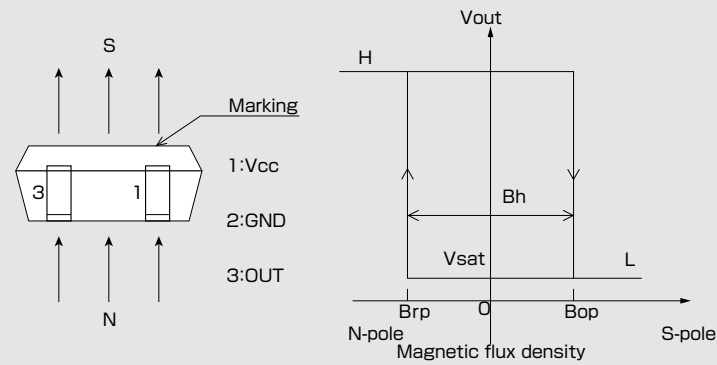 S
Marking
3
1
1:Vcc
2:GND
3:OUT
N
Vout
H
Bh
Vsat
L
Brp
O
Bop
N-pole
S-pole
Magnetic flux density